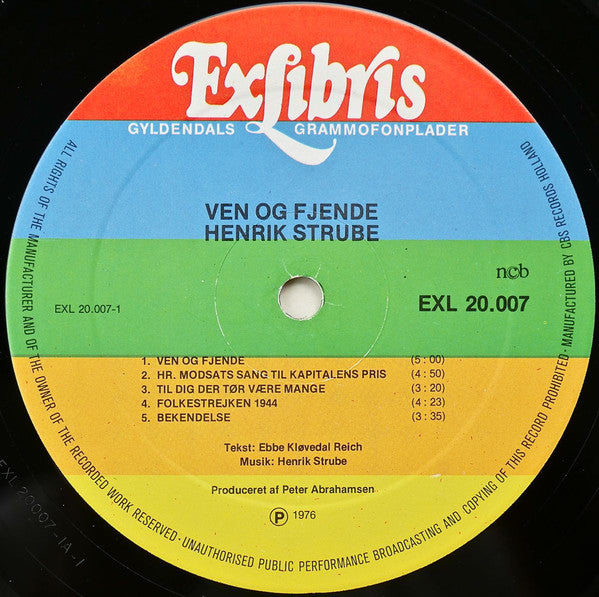 ExLibris
GYLDENDALS GRAMMOFONPLADER
VEN OG FJENDE
HENRIK STRUBE
ncb
EXL 20.007-1
EXL 20.007
1. VEN OG FJENDE (5 : 00)
2. HR. MODSATS SANG TIL KAPITALENS PRIS (4 : 50)
3. TIL DIG DER TØR VÆRE MANGE (3 : 20)
4. FOLKESTREJKEN 1944 (4 : 23)
5. BEKENDELSE (3 : 35)
Tekst: Ebbe Kløvedal Reich
Musik: Henrik Strube
Produceret af Peter Abrahamsen
P 1976
ALL RIGHTS OF THE MANUFACTURER AND OF THE OWNER OF THE RECORDED WORK RESERVED · UNAUTHORISED PUBLIC PERFORMANCE BROADCASTING AND COPYING OF THIS RECORD PROHIBITED · MANUFACTURED BY CBS RECORDS HOLLAND
EXL 20007-1A-1